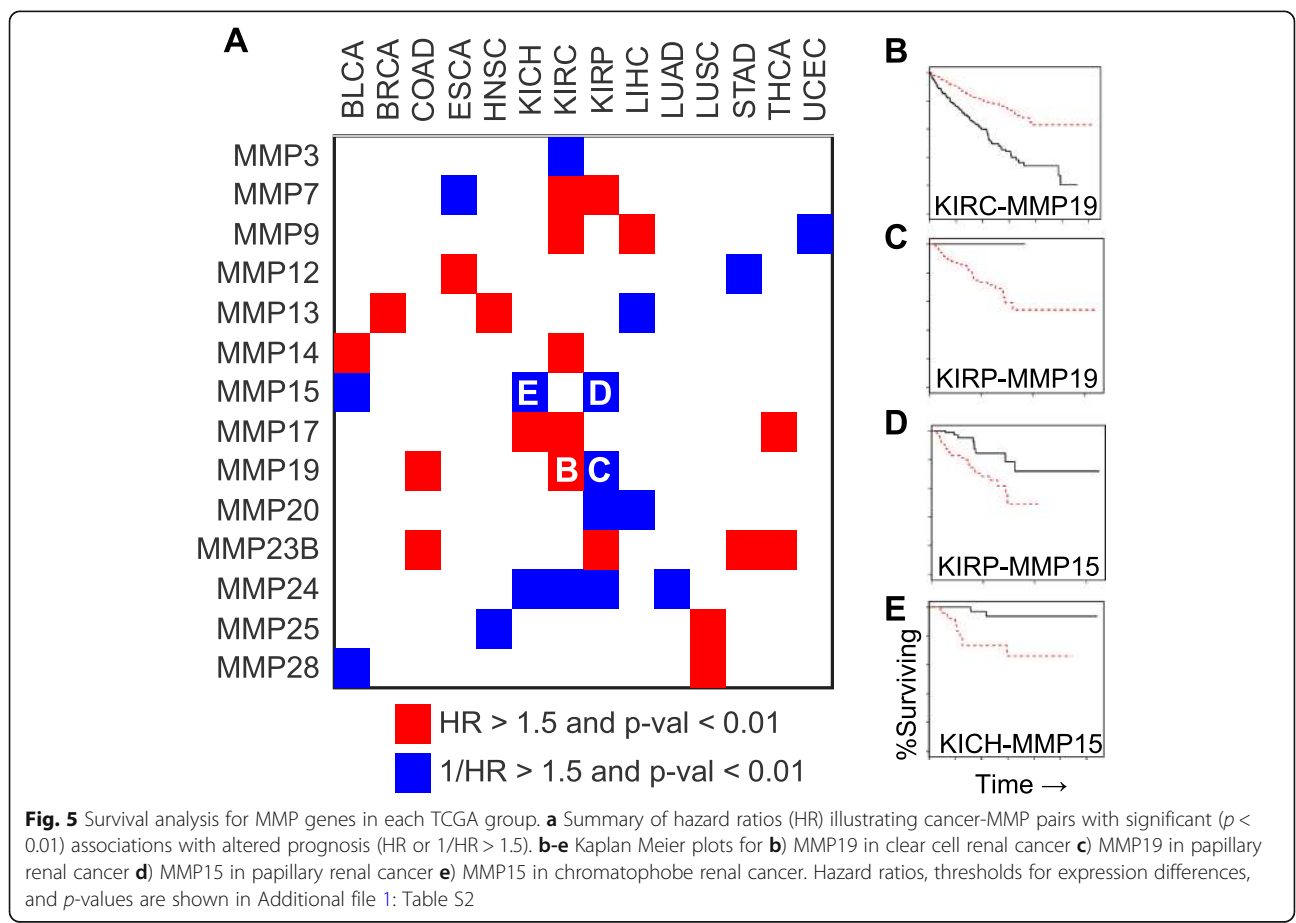 A
BLCA
BRCA
COAD
ESCA
HNSC
KICH
KIRC
KIRP
LIHC
LUAD
LUSC
STAD
THCA
UCEC
MMP3
MMP7
MMP9
MMP12
MMP13
MMP14
MMP15
E
D
MMP17
MMP19
B
C
MMP20
MMP23B
MMP24
MMP25
MMP28
HR > 1.5 and p-val < 0.01
1/HR > 1.5 and p-val < 0.01
B
KIRC-MMP19
C
KIRP-MMP19
D
KIRP-MMP15
E
KICH-MMP15
%Surviving
Time →
Fig. 5 Survival analysis for MMP genes in each TCGA group. a Summary of hazard ratios (HR) illustrating cancer-MMP pairs with significant (p <
0.01) associations with altered prognosis (HR or 1/HR > 1.5). b-e Kaplan Meier plots for b) MMP19 in clear cell renal cancer c) MMP19 in papillary
renal cancer d) MMP15 in papillary renal cancer e) MMP15 in chromatophobe renal cancer. Hazard ratios, thresholds for expression differences,
and p-values are shown in Additional file 1: Table S2